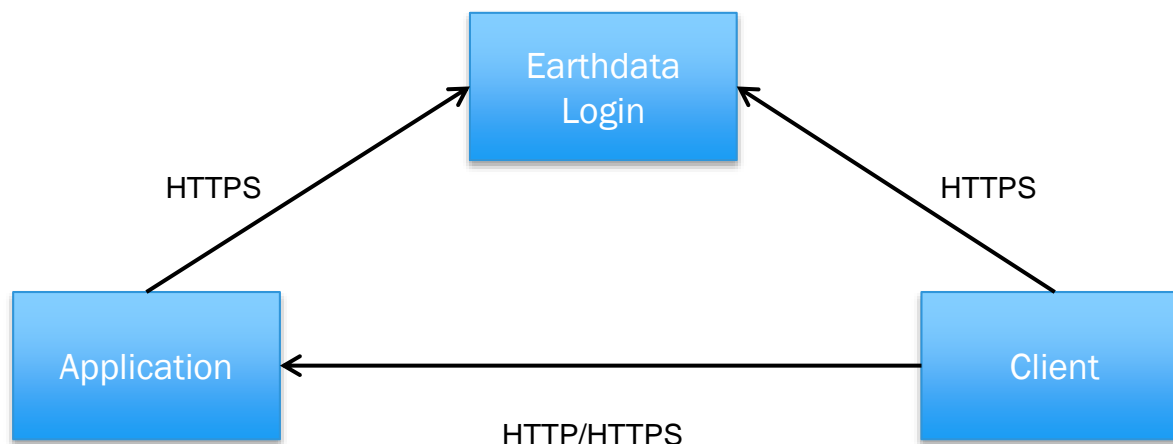 Earthdata
Login
HTTPS
HTTPS
Application
Client
HTTP/HTTPS